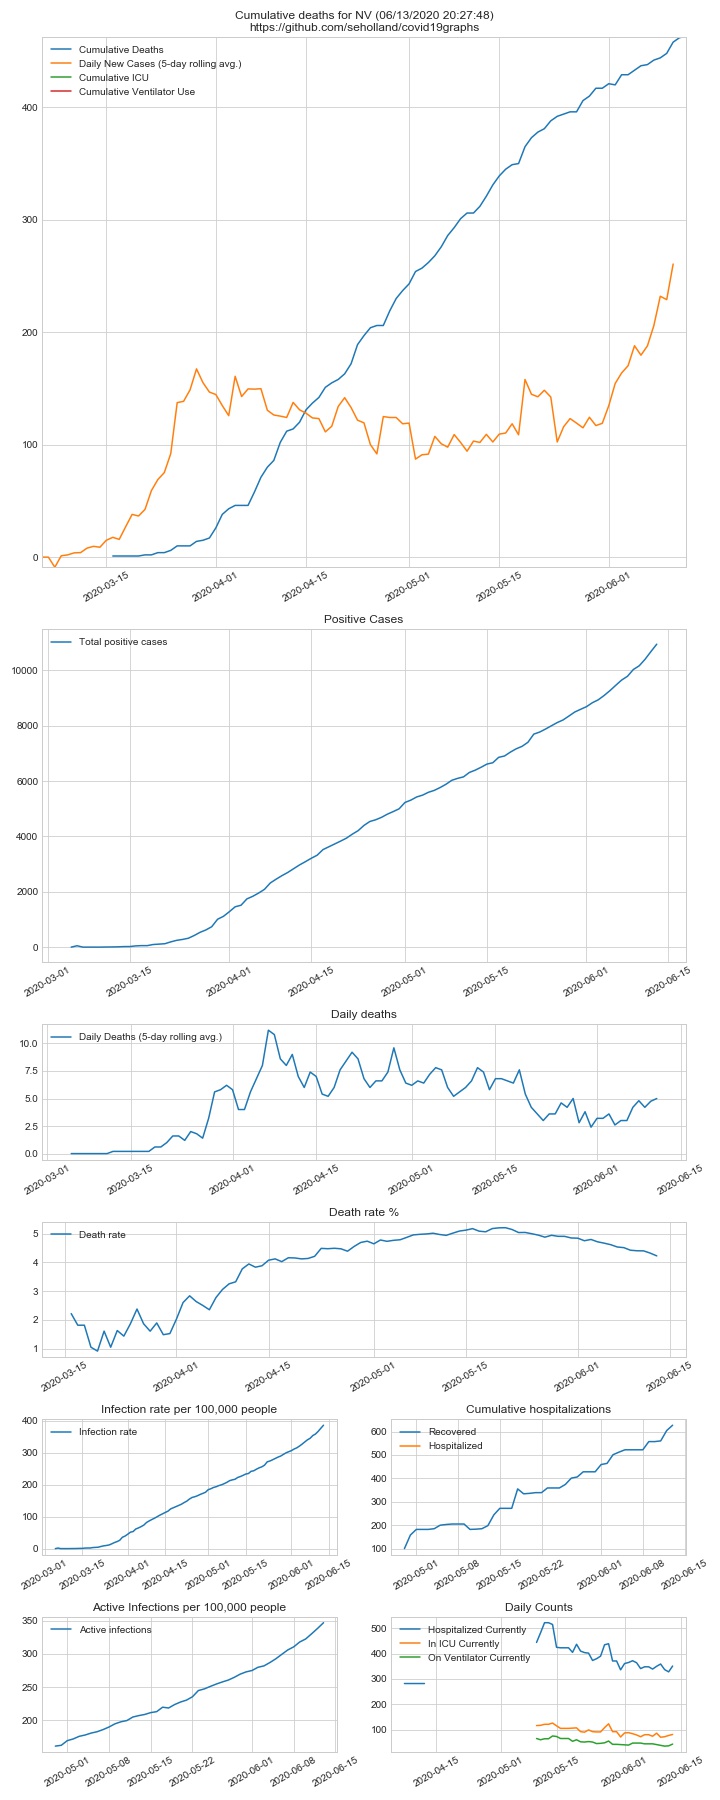 Cumulative deaths for NV (06/13/2020 20:27:48)
https://github.com/seholland/covid19graphs
Cumulative Deaths
Daily New Cases (5-day rolling avg.)
Cumulative ICU
Cumulative Ventilator Use
400
300
200
100
0
2020-03-15 2020-04-01 2020-04-15 2020-05-01 2020-05-15 2020-06-01
Positive Cases
Total positive cases
10000
8000
6000
4000
2000
0
2020-03-01 2020-03-15 2020-04-01 2020-04-15 2020-05-01 2020-05-15 2020-06-01 2020-06-15
Daily deaths
Daily Deaths (5-day rolling avg.)
10.0
7.5
5.0
2.5
0.0
2020-03-01 2020-03-15 2020-04-01 2020-04-15 2020-05-01 2020-05-15 2020-06-01 2020-06-15
Death rate %
Death rate
5
4
3
2
1
2020-03-15 2020-04-01 2020-04-15 2020-05-01 2020-05-15 2020-06-01 2020-06-15
Infection rate per 100,000 people
Infection rate
400
300
200
100
0
2020-03-01 2020-03-15 2020-04-01 2020-04-15 2020-05-01 2020-05-15 2020-06-01 2020-06-15
Cumulative hospitalizations
Recovered
Hospitalized
600
500
400
300
200
100
2020-05-01 2020-05-08 2020-05-15 2020-05-22 2020-06-01 2020-06-08 2020-06-15
Active Infections per 100,000 people
Active infections
350
300
250
200
2020-05-01 2020-05-08 2020-05-15 2020-05-22 2020-06-01 2020-06-08 2020-06-15
Daily Counts
Hospitalized Currently
In ICU Currently
On Ventilator Currently
500
400
300
200
100
2020-04-15 2020-05-01 2020-05-15 2020-06-01 2020-06-15